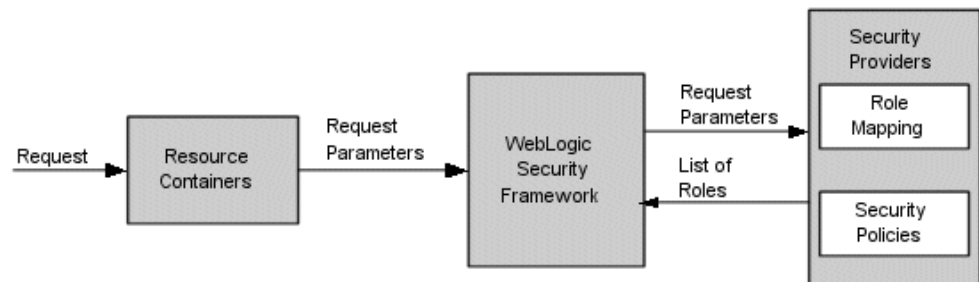 Request
Resource
Containers
Request
Parameters
WebLogic
Security
Framework
Request
Parameters
List of
Roles
Security
Providers
Role
Mapping
Security
Policies